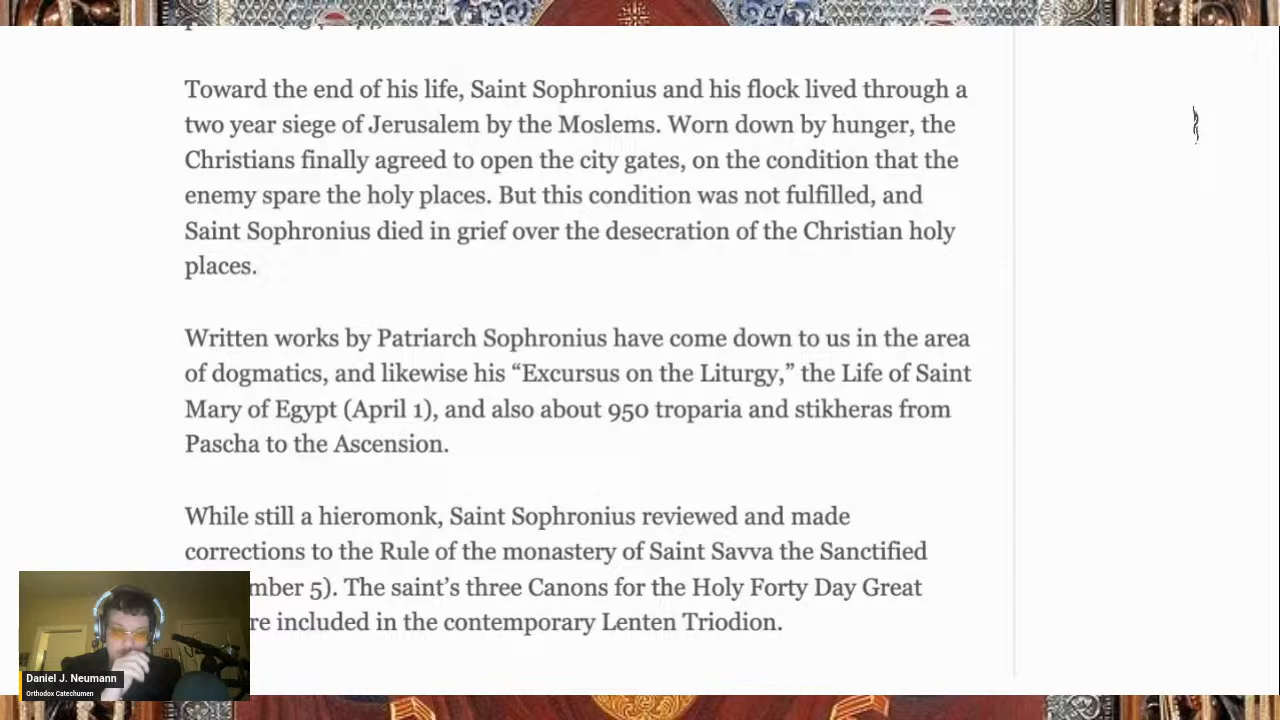 Toward the end of his life, Saint Sophronius and his flock lived through a
two year siege of Jerusalem by the Moslems. Worn down by hunger, the
Christians finally agreed to open the city gates, on the condition that the
enemy spare the holy places. But this condition was not fulfilled, and
Saint Sophronius died in grief over the desecration of the Christian holy
places.
Written works by Patriarch Sophronius have come down to us in the area
of dogmatics, and likewise his “Excursus on the Liturgy,” the Life of Saint
Mary of Egypt (April 1), and also about 950 troparia and stikheras from
Pascha to the Ascension.
While still a hieromonk, Saint Sophronius reviewed and made
corrections to the Rule of the monastery of Saint Savva the Sanctified
5). The saint’s three Canons for the Holy Forty Day Great
included in the contemporary Lenten Triodion.
Daniel J. Neumann
Orthodox Catechumen